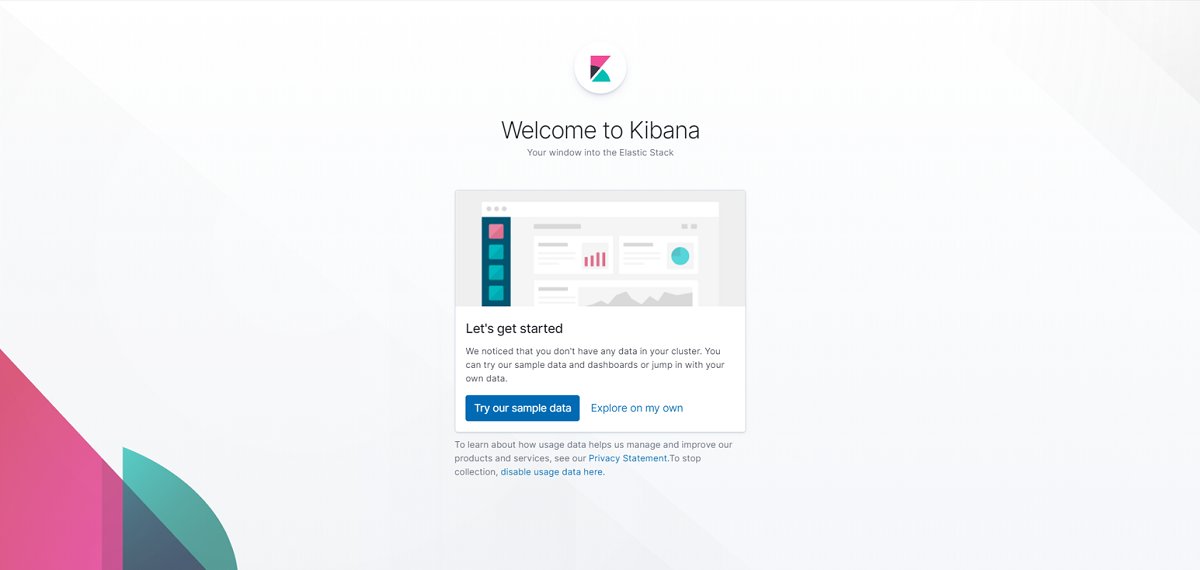 Welcome to Kibana
Your window into the Elastic Stack
Let's get started
We noticed that you don't have any data in your cluster. You
can try our sample data and dashboards or jump in with your
own data.
Try our sample data
Explore on my own
To learn about how usage data helps us manage and improve our
products and services, see our Privacy Statement.To stop
collection, disable usage data here.